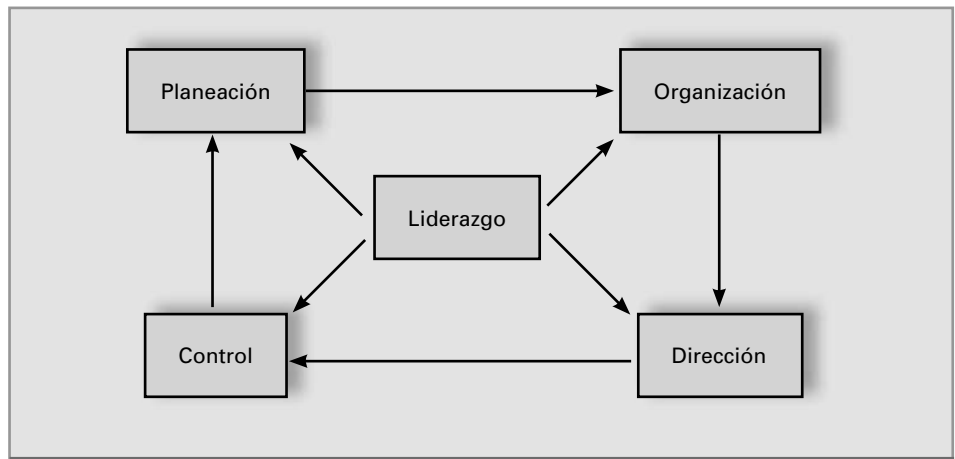 Planeación
Organización
Liderazgo
Control
Dirección